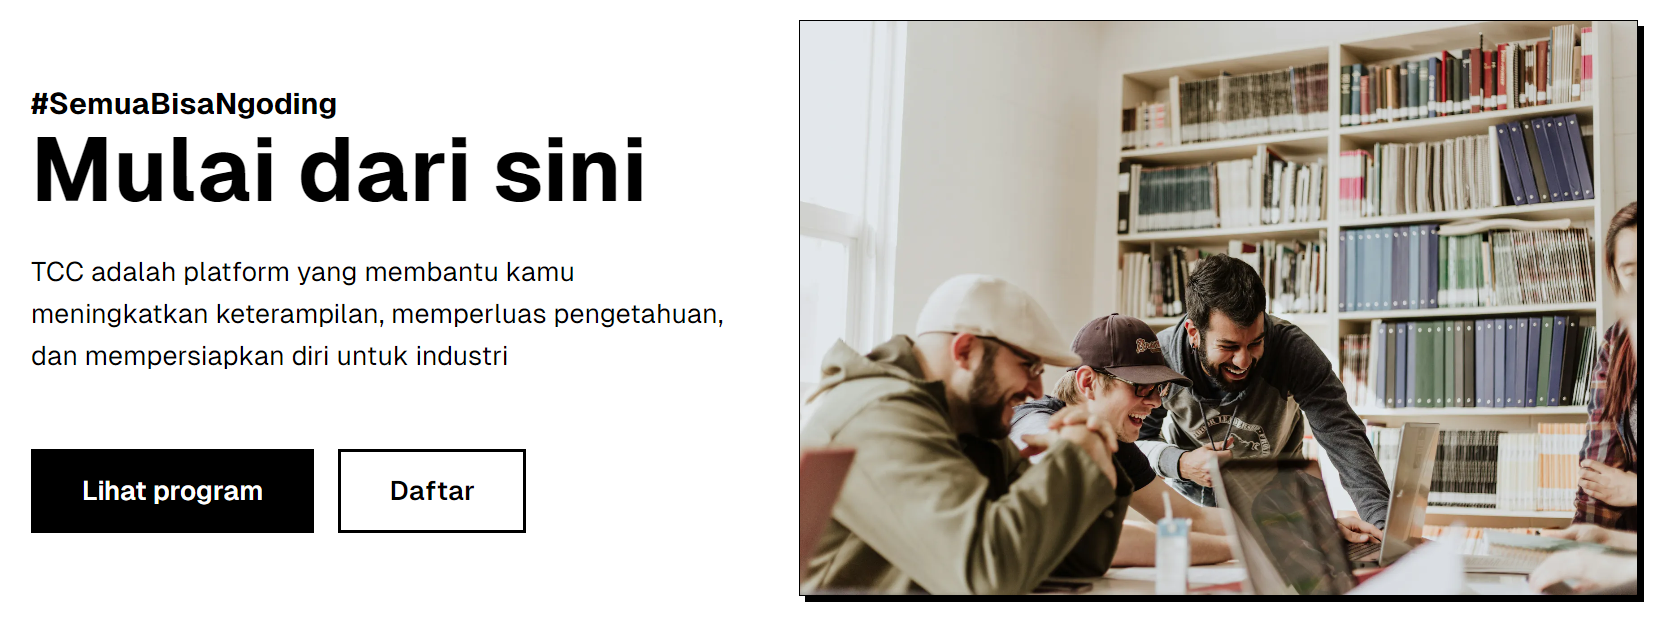 #SemuaBisaNgoding
Mulai dari sini
TCC adalah platform yang membantu kamu
meningkatkan keterampilan, memperluas pengetahuan,
dan mempersiapkan diri untuk industri
Lihat program
Daftar